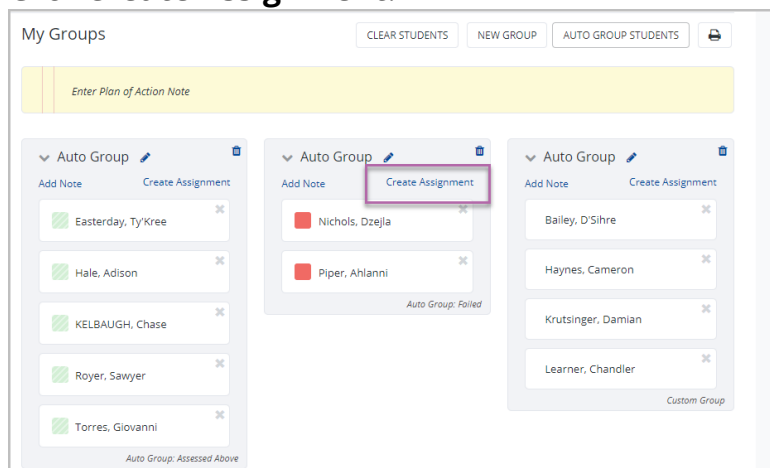 My Groups
CLEAR STUDENTS NEW GROUP AUTO GROUP STUDENTS
Enter Plan of Action Note
Auto Group
Add Note Create Assignment
Easterday, Ty'Kree
Hale, Adison
KELBAUGH, Chase
Royer, Sawyer
Torres, Giovanni
Auto Group: Assessed Above
Auto Group
Add Note Create Assignment
Nichols, Dzejla
Piper, Ahlanni
Auto Group: Failed
Auto Group
Add Note Create Assignment
Bailey, D'Sihre
Haynes, Cameron
Krutsinger, Damian
Learner, Chandler
Custom Group